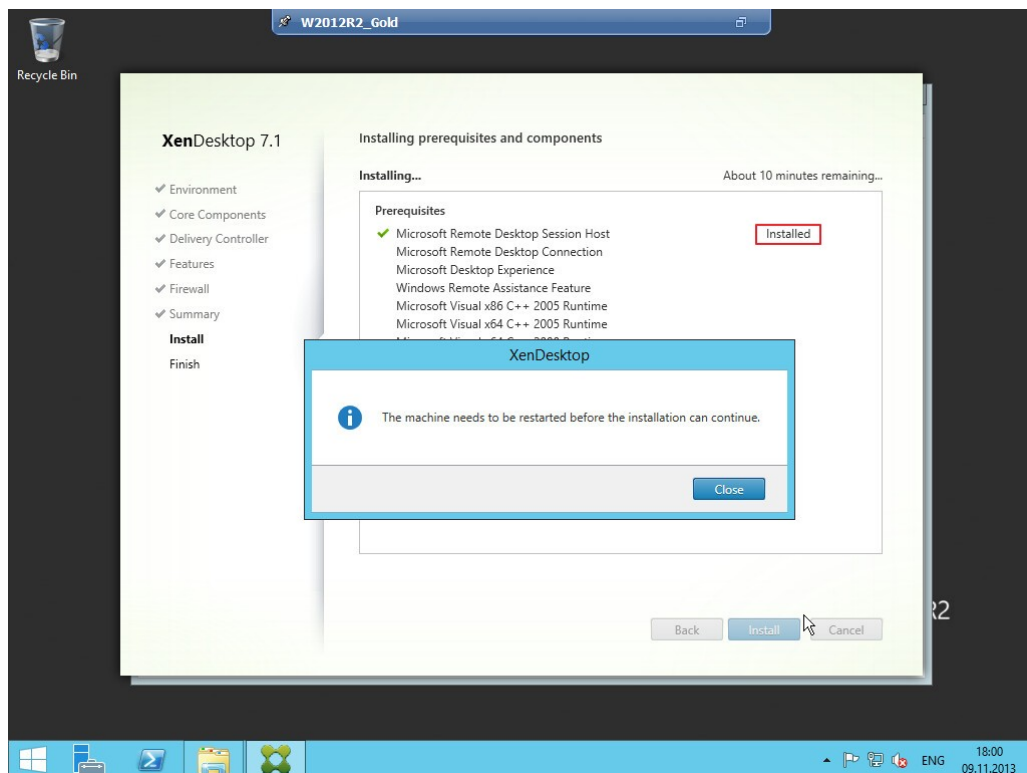 W2012R2_Gold
Recycle Bin
XenDesktop 7.1
Environment
Core Components
Delivery Controller
Features
Firewall
Summary
Install
Finish
Installing prerequisites and components
Installing... About 10 minutes remaining...
Prerequisites
Microsoft Remote Desktop Session Host Installed
Microsoft Remote Desktop Connection
Microsoft Desktop Experience
Windows Remote Assistance Feature
Microsoft Visual x86 C++ 2005 Runtime
Microsoft Visual x64 C++ 2005 Runtime
XenDesktop
The machine needs to be restarted before the installation can continue.
Close
Back Install Cancel
R2
ENG
18:00
09.11.2013